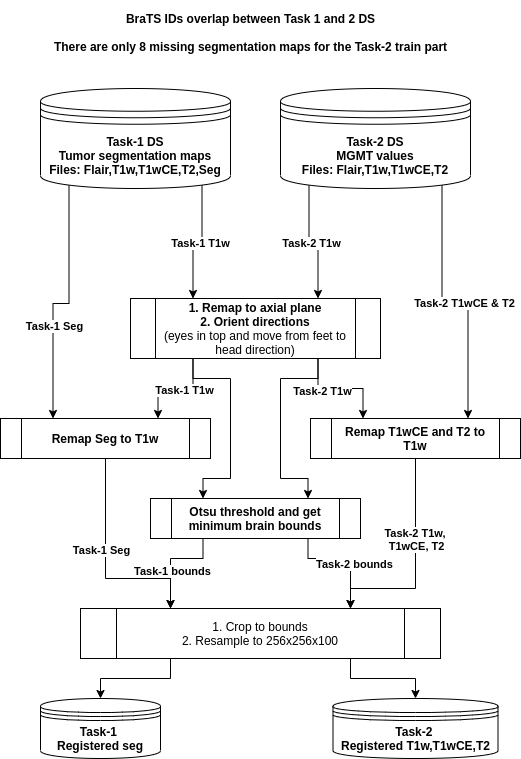 BraTS IDs overlap between Task 1 and 2 DS
There are only 8 missing segmentation maps for the Task-2 train part
Task-1 DS
Tumor segmentation maps
Files: Flair,T1w,T1wCE,T2,Seg
Task-2 DS
MGMT values
Files: Flair,T1w,T1wCE,T2
Task-1 T1w
Task-2 T1w
Task-2 T1wCE & T2
Task-1 Seg
1. Remap to axial plane
2. Orient directions
(eyes in top and move from feet to
head direction)
Task-1 T1w
Task-2 T1w
Remap Seg to T1w
Remap T1wCE and T2 to
T1w
Otsu threshold and get
minimum brain bounds
Task-1 Seg
Task-2 T1w,
T1wCE, T2
Task-1 bounds
Task-2 bounds
1. Crop to bounds
2. Resample to 256x256x100
Task-1
Registered seg
Task-2
Registered T1w,T1wCE,T2